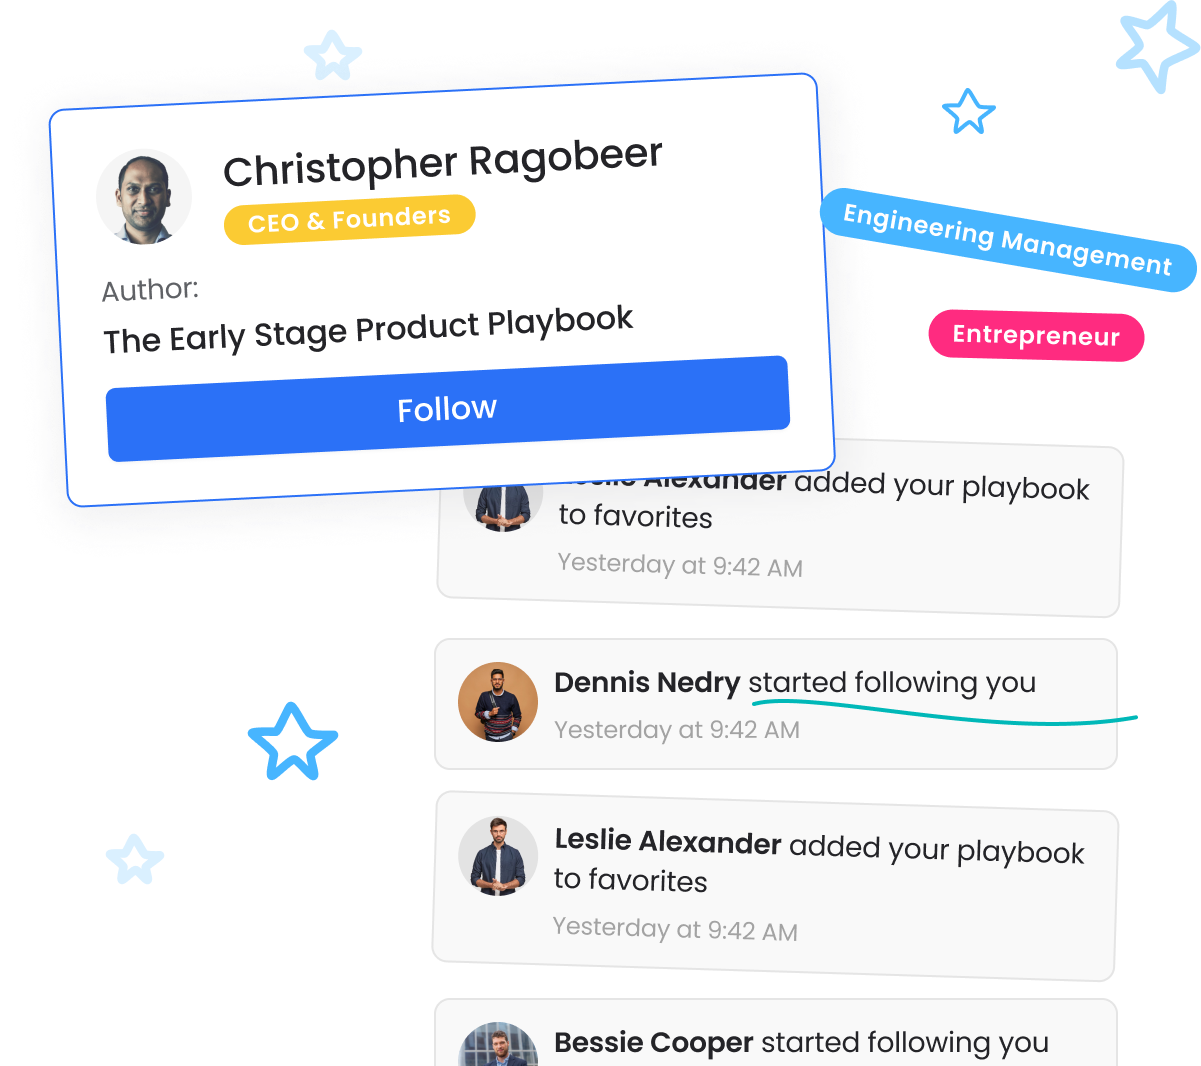 Christopher Ragobeer
CEO & Founders
Engineering Management
Author:
The Early Stage Product Playbook
Entrepreneur
Follow
Leslie Alexander added your playbook
to favorites
Yesterday at 9:42 AM
Dennis Nedry started following you
Yesterday at 9:42 AM
Leslie Alexander added your playbook
to favorites
Yesterday at 9:42 AM
Bessie Cooper started following you